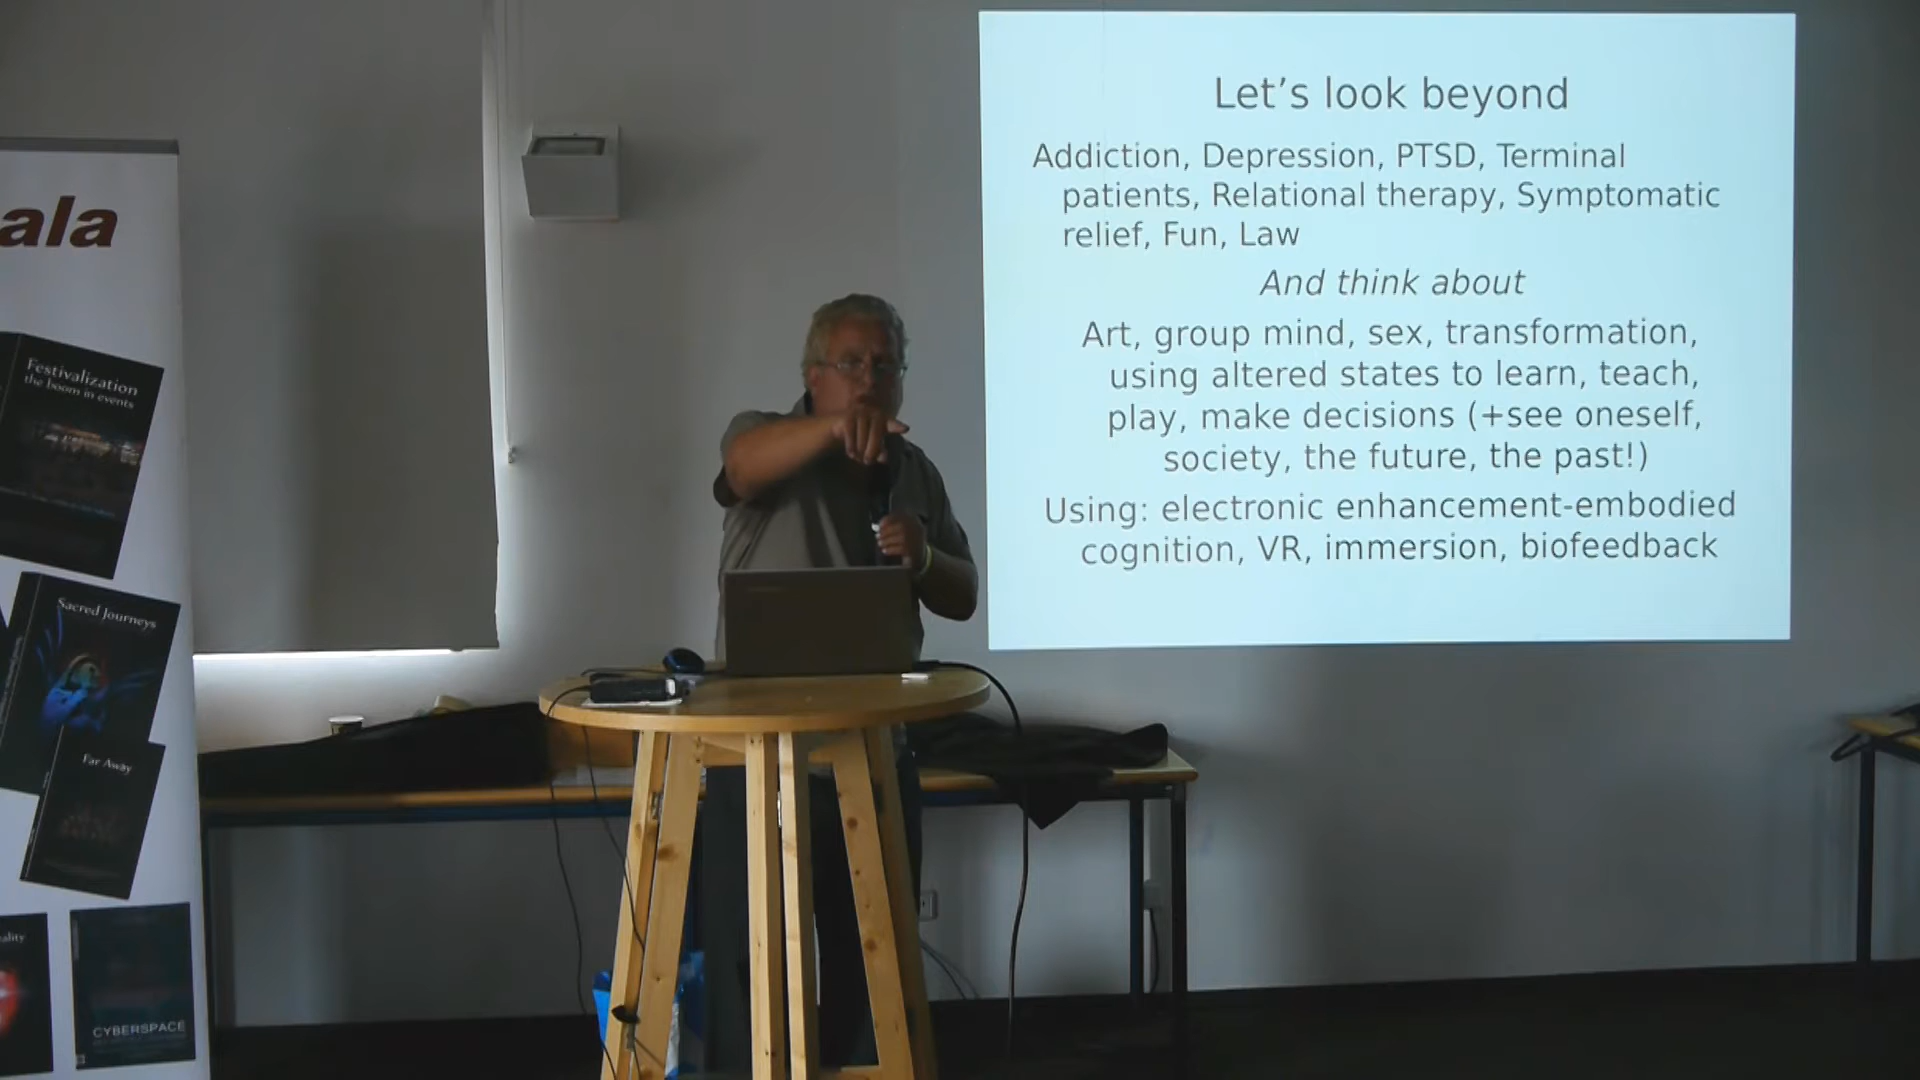 Let’s look beyond
Addiction, Depression, PTSD, Terminal
patients, Relational therapy, Symptomatic
relief, Fun, Law
And think about
Art, group mind, sex, transformation,
using altered states to learn, teach,
play, make decisions (+see oneself,
society, the future, the past!)
Using: electronic enhancement-embodied
cognition, VR, immersion, biofeedback
ala
Festivalization
the boom in events
Sacred Journeys
Far Away
ality
CYBERSPACE